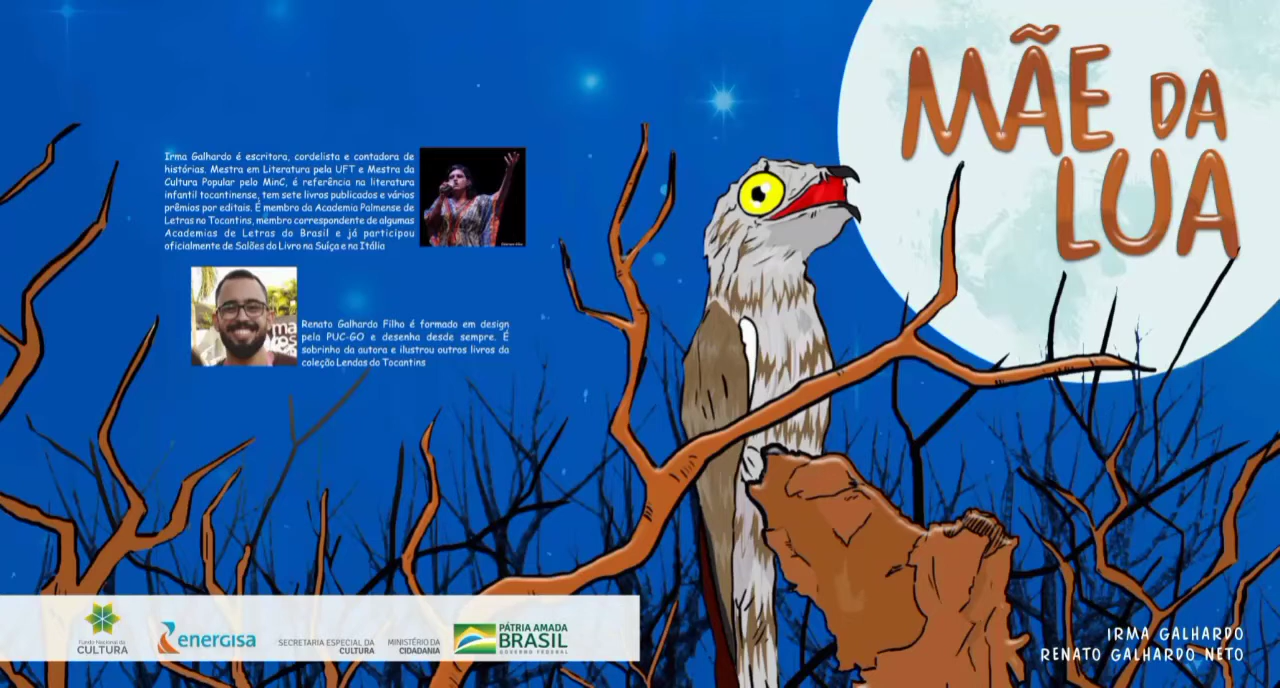 Irma Galhardo é escritora, cordelista e contadora de
histórias. Mestra em Literatura pela UFT e Mestra da
Cultura Popular pelo MinC, é referência na literatura
infantil tocantinense, tem sete livros publicados e vários
prêmios por editais. É membro da Academia Palmense de
Letras no Tocantins, membro correspondente de algumas
Academias de Letras do Brasil e já participou
oficialmente de Salões do Livro na Suíça e na Itália
Renato Galhardo Filho é formado em design
pela PUC-GO e desenha desde sempre. É
sobrinho da autora e ilustrou outros livros da
coleção Lendas do Tocantins
Fundo Nacional da
CULTURA
energisa
SECRETARIA ESPECIAL DA
CULTURA
MINISTÉRIO DA
CIDADANIA
PÁTRIA AMADA
BRASIL
GOVERNO FEDERAL
MÃE DA
LUA
IRMA GALHARDO
RENATO GALHARDO NETO